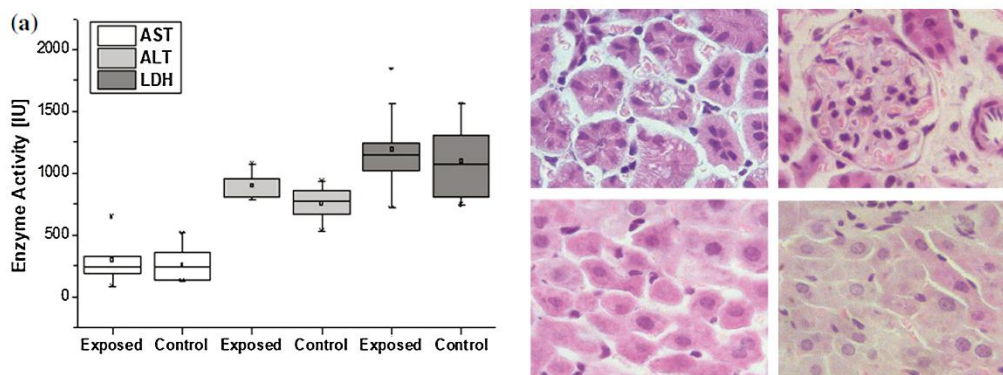 (a)
AST
ALT
LDH
Enzyme Activity [IU]
2000
1500
1000
500
0
Exposed Control Exposed Control Exposed Control